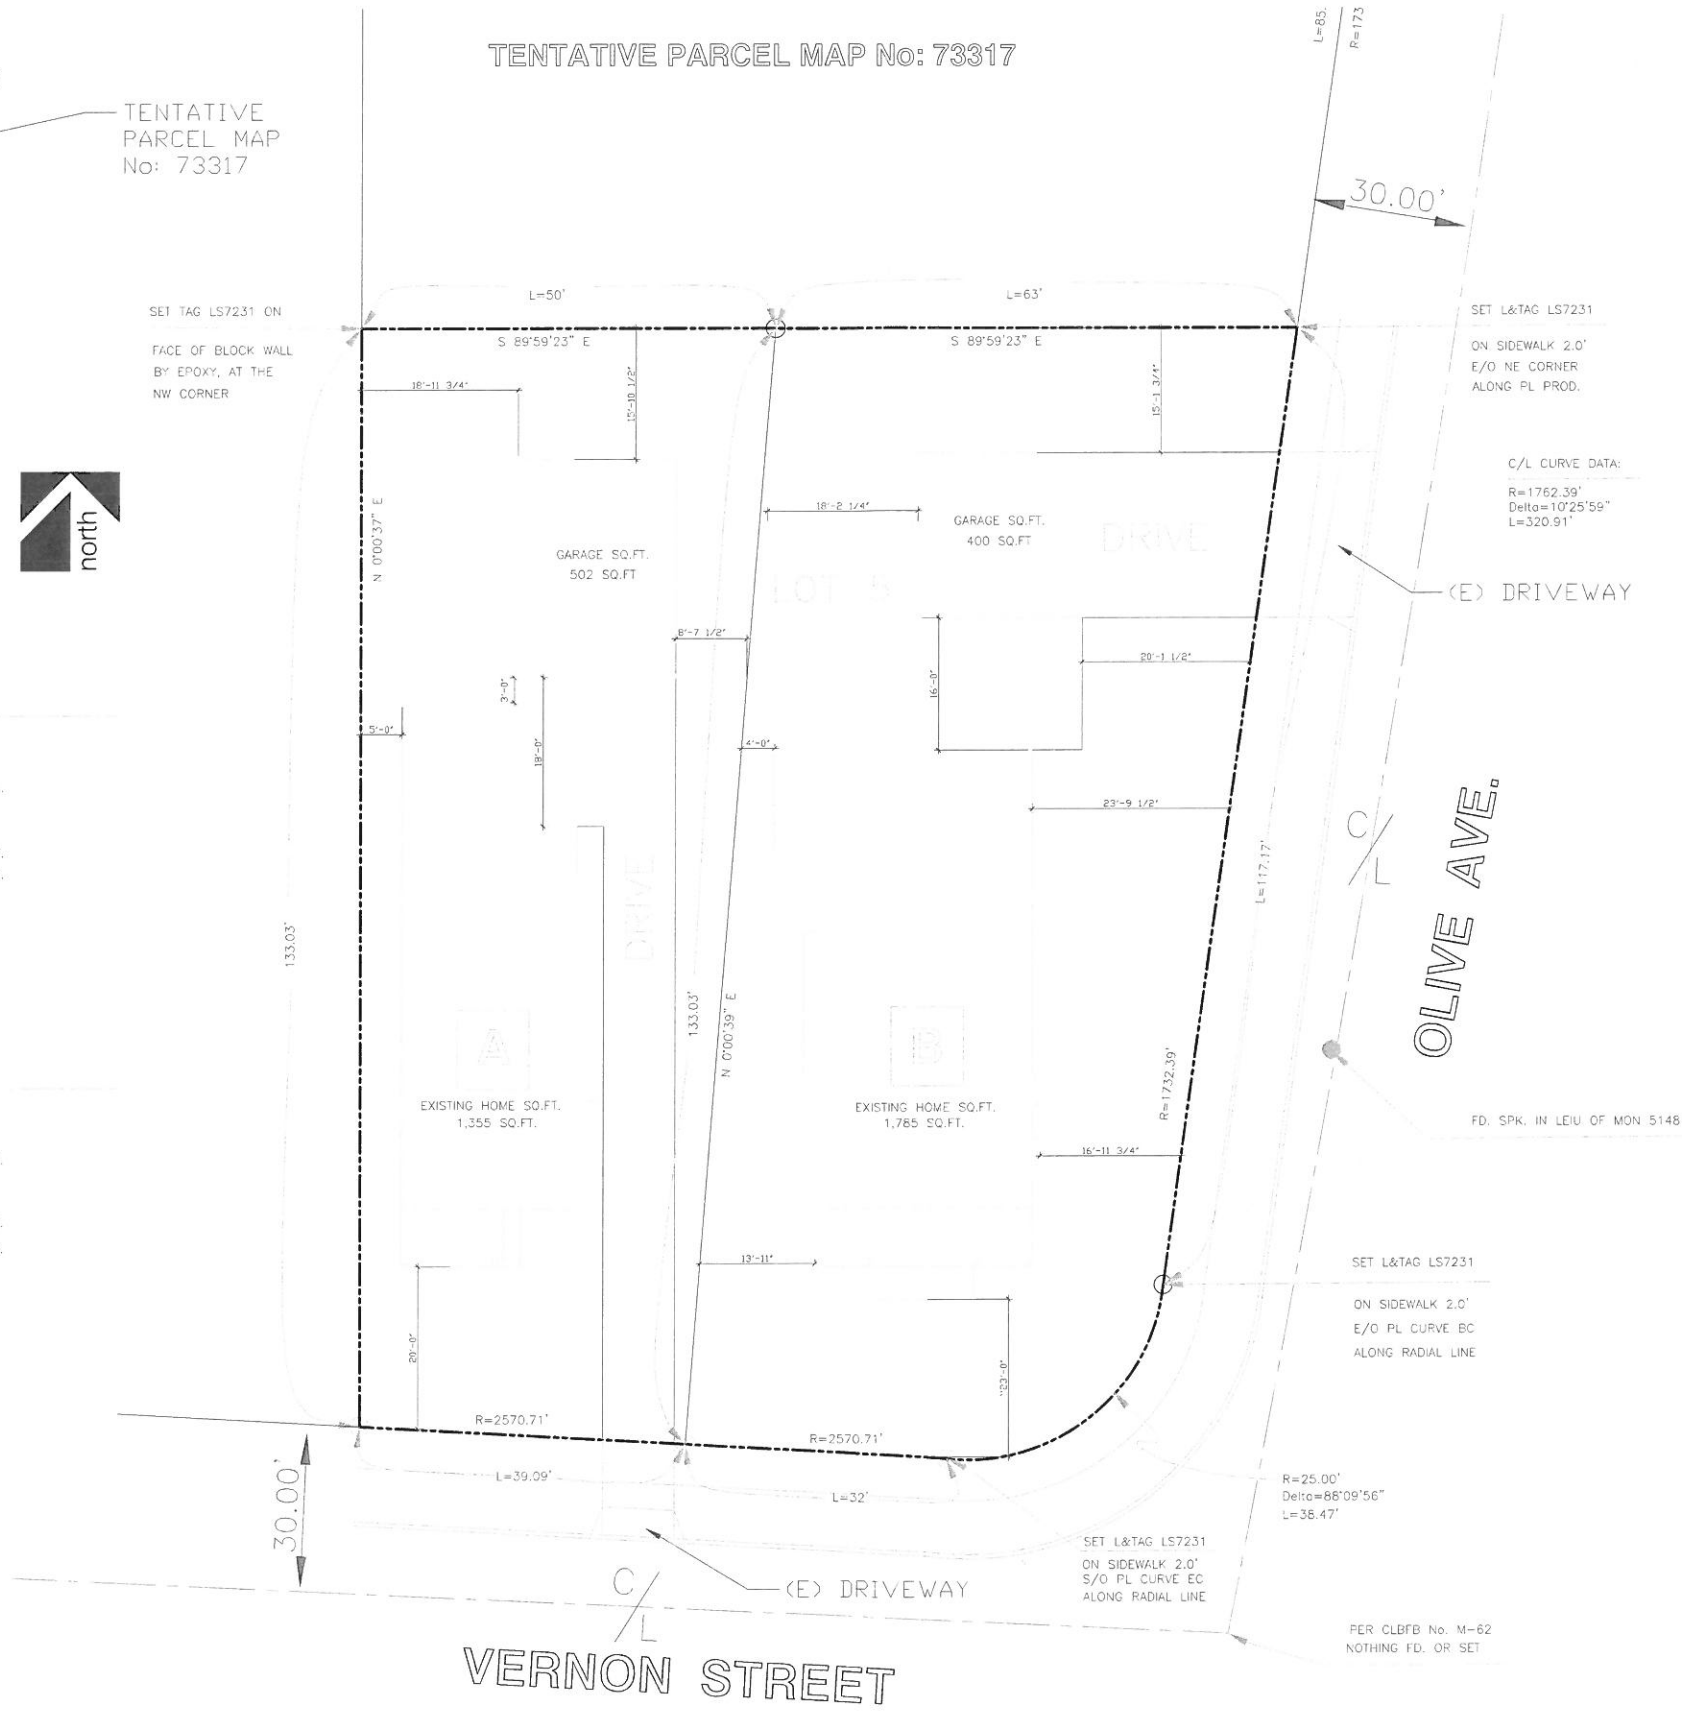 TENTATIVE PARCEL MAP No: 73317
L=85.
R=173
TENTATIVE
PARCEL MAP
No: 73317
30.00'
L=50'
L=63'
SET TAG LS7231 ON
FACE OF BLOCK WALL
BY EPOXY, AT THE
NW CORNER
S 89°59'23" E
S 89°59'23" E
SET L&TAG LS7231
ON SIDEWALK 2.0'
E/O NE CORNER
ALONG PL PROD.
18'-11 3/4"
15'-10 1/2"
15'-1 3/4"
C/L CURVE DATA:
R=1762.39'
Delta=10°25'59"
L=320.91'
north
N 0°00'37" E
18'-2 1/4"
GARAGE SQ.FT.
502 SQ.FT
GARAGE SQ.FT.
400 SQ.FT
DRIVE
LOT 5
(E) DRIVEWAY
8'-7 1/2"
20'-1 1/2"
16'-0"
3'-0"
18'-0"
5'-0"
4'-0"
23'-9 1/2"
C/L
OLIVE AVE.
L=117.17'
DRIVE
133.03'
133.03'
N 0°00'39" E
A
B
EXISTING HOME SQ.FT.
1,355 SQ.FT.
EXISTING HOME SQ.FT.
1,785 SQ.FT.
R=1732.39'
FD. SPK. IN LEIU OF MON 5148
16'-11 3/4"
13'-11"
SET L&TAG LS7231
ON SIDEWALK 2.0'
E/O PL CURVE BC
ALONG RADIAL LINE
20'-0"
23'-0"
R=2570.71'
R=2570.71'
L=39.09'
L=32'
30.00'
R=25.00'
Delta=88°09'56"
L=38.47'
SET L&TAG LS7231
ON SIDEWALK 2.0'
S/O PL CURVE EC
ALONG RADIAL LINE
C/L
(E) DRIVEWAY
PER CLBFB No. M-62
NOTHING FD. OR SET
VERNON STREET